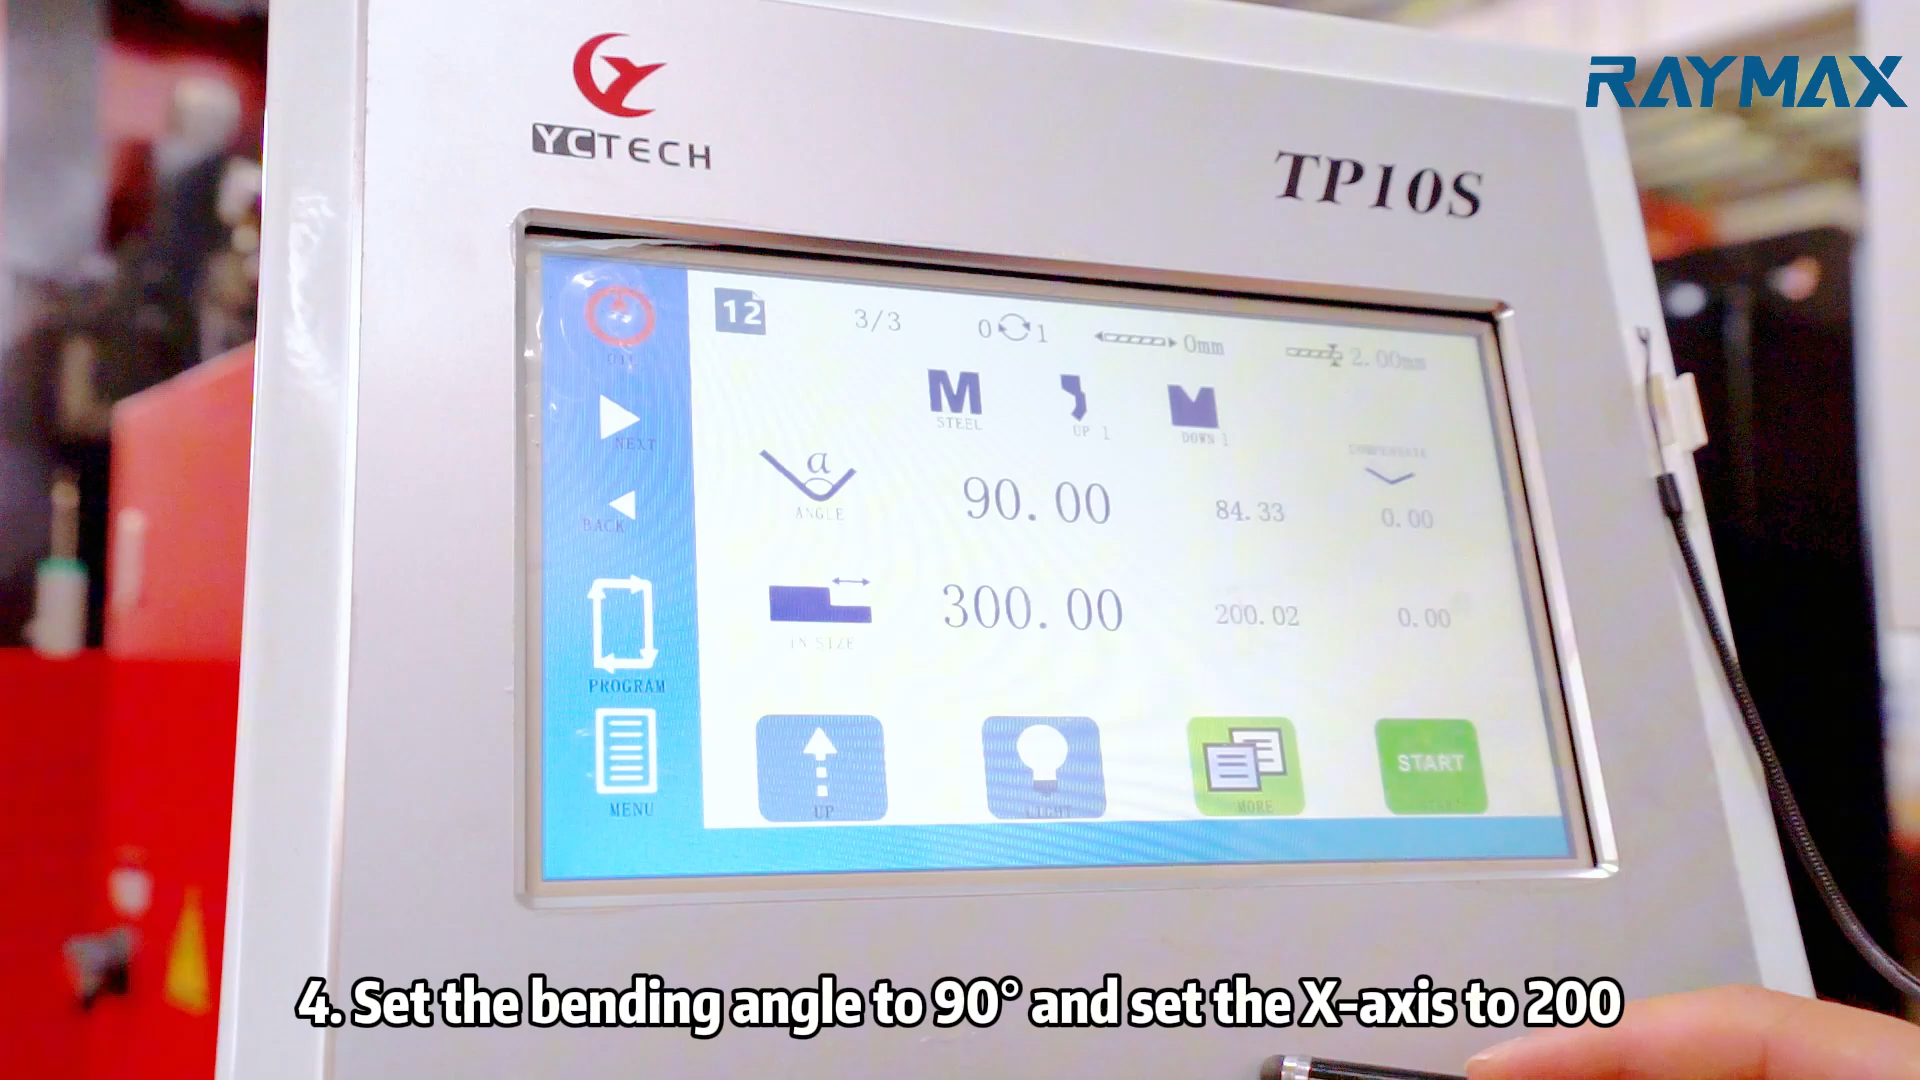 RAYMAX
YCTECH
TP10S
12
3/3
0 1
0mm
2.00mm
M
STEEL
UP 1
DOWN 1
COMPENSATE
α
ANGLE
90.00
84.33
0.00
IN SIZE
300.00
200.02
0.00
NEXT
BACK
PROGRAM
MENU
UP
MORE
START
4. Set the bending angle to 90° and set the X-axis to 200